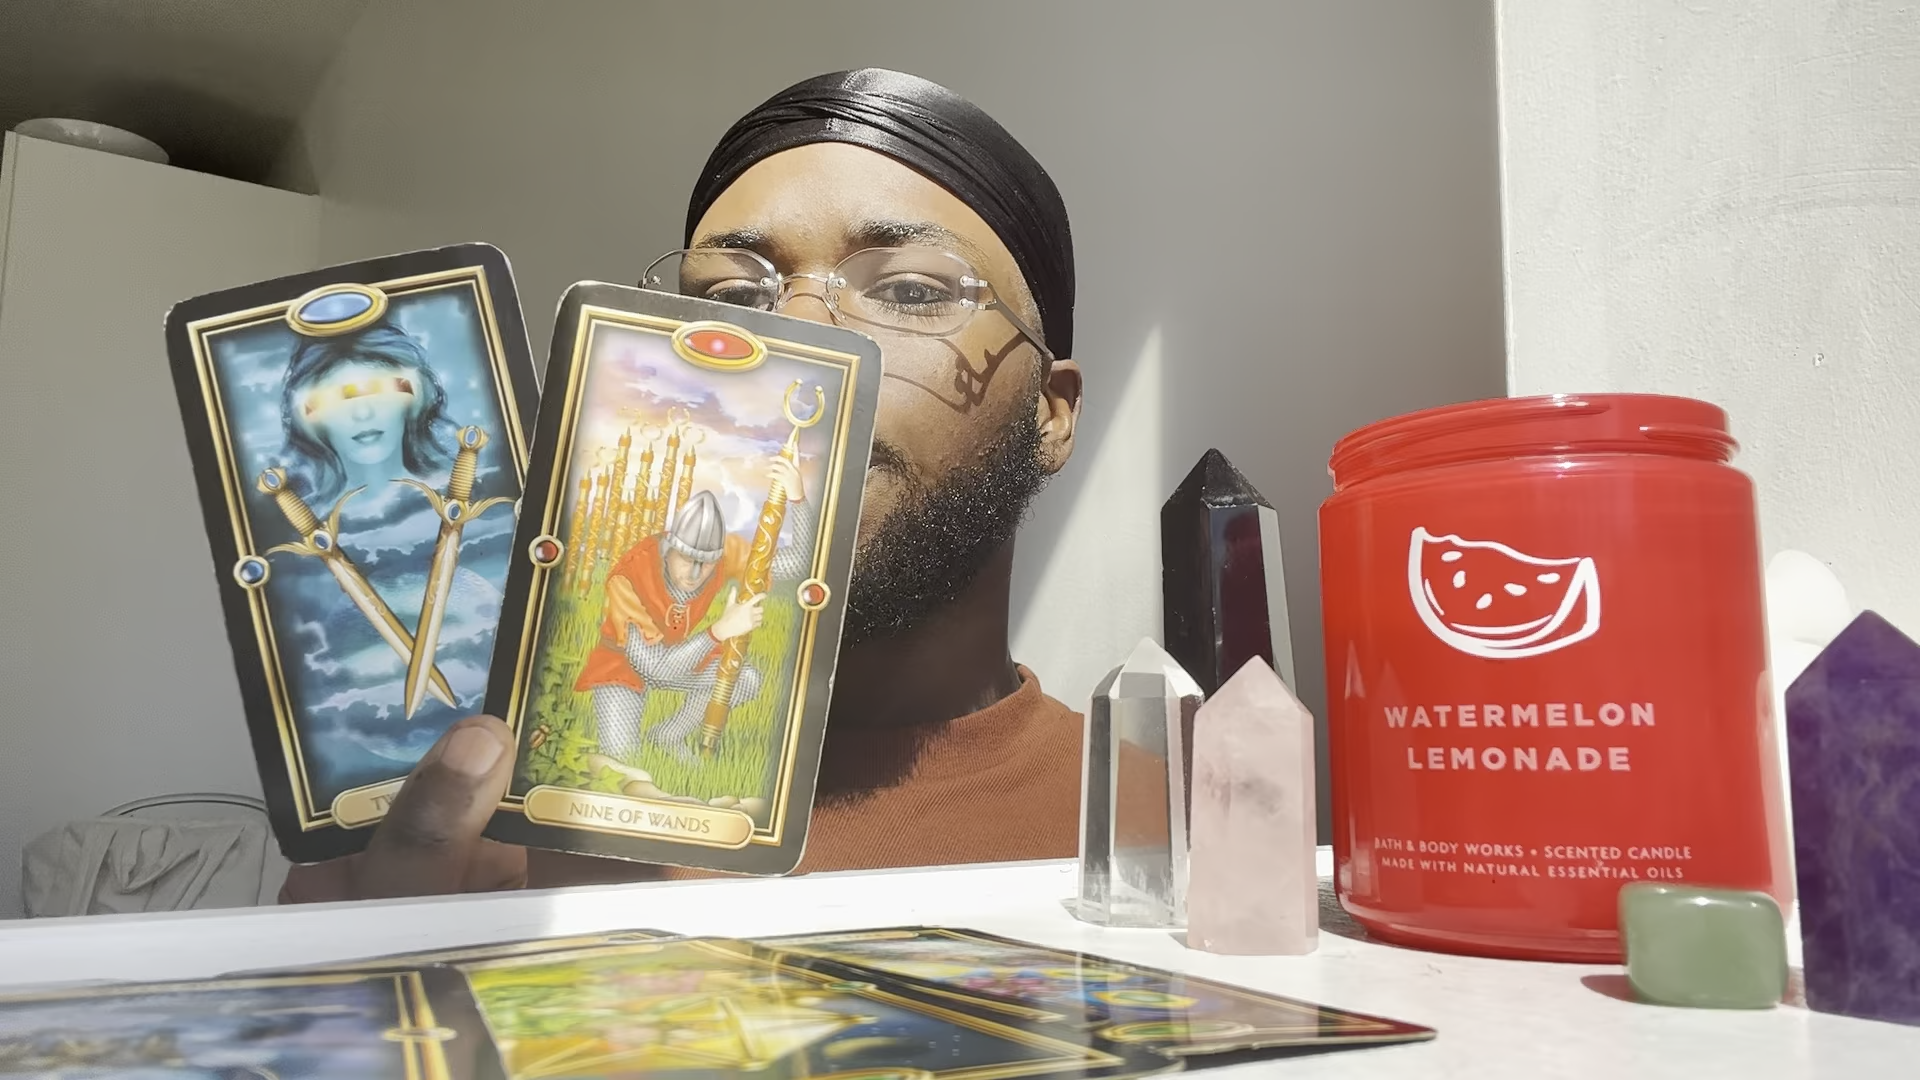 NINE OF WANDS
WATERMELON
LEMONADE
BATH & BODY WORKS • SCENTED CANDLE
MADE WITH NATURAL ESSENTIAL OILS